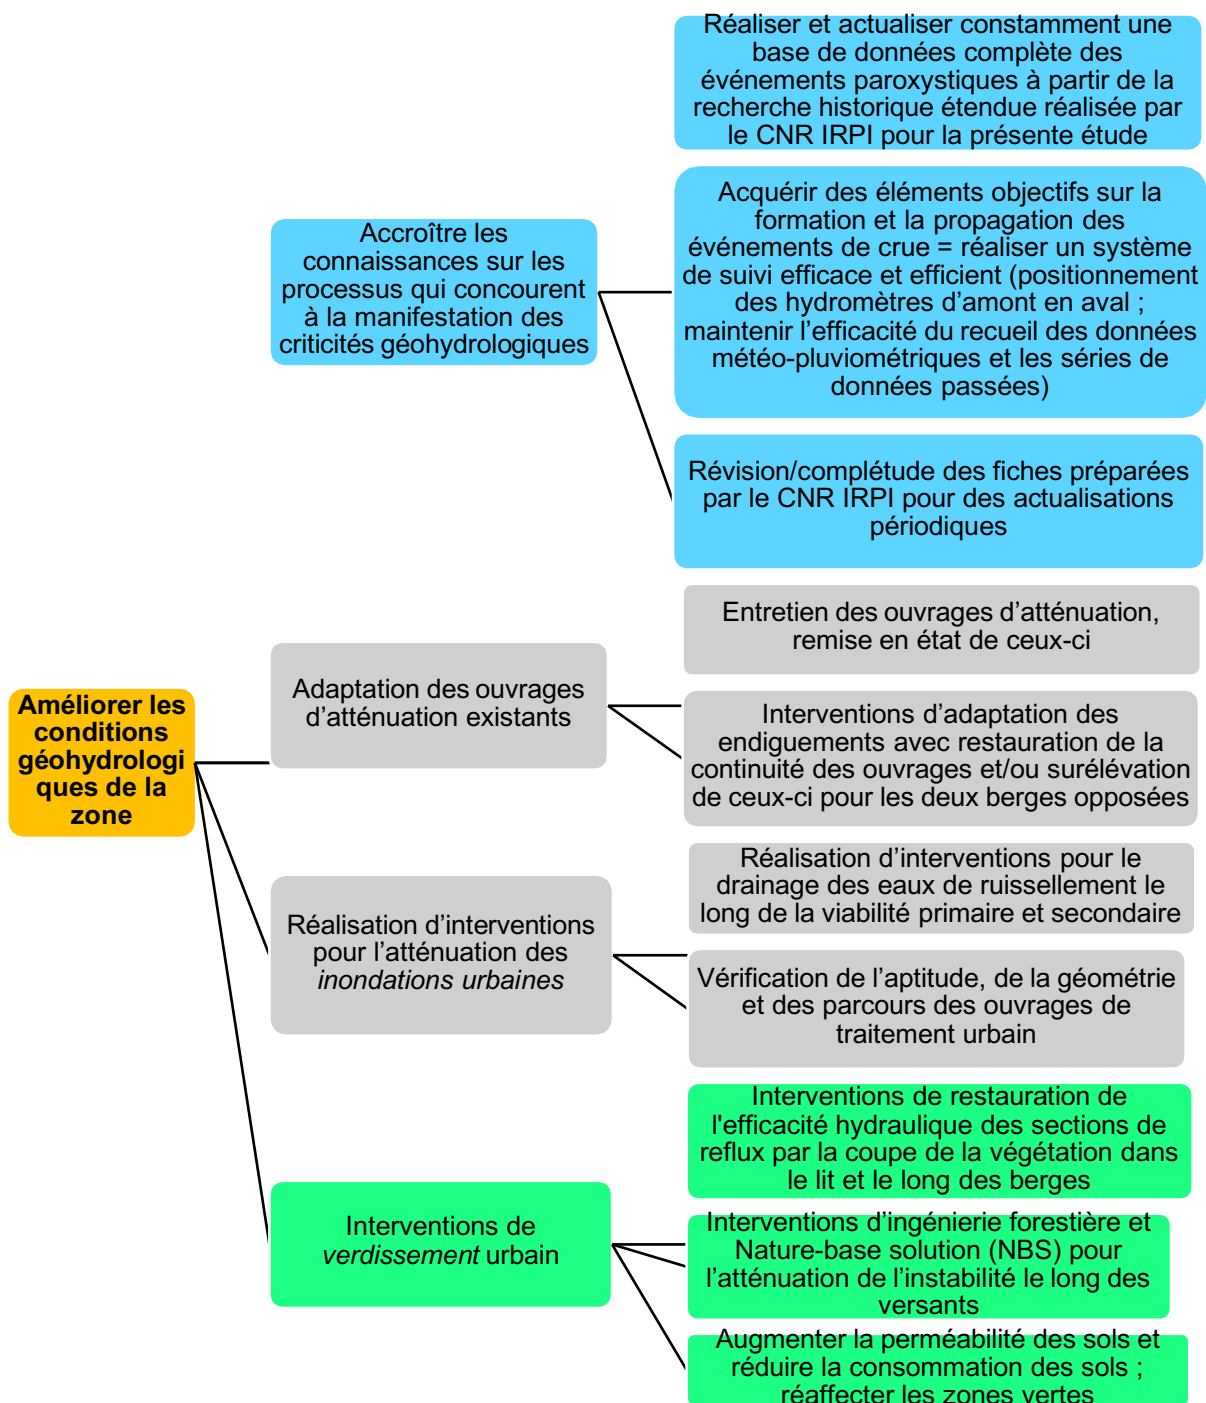 Réaliser et actualiser constamment une
base de données complète des
événements paroxystiques à partir de la
recherche historique étendue réalisée par
le CNR IRPI pour la présente étude
Accroître les
connaissances sur les
processus qui concourent
à la manifestation des
criticités géohydrologiques
Acquérir des éléments objectifs sur la
formation et la propagation des
événements de crue = réaliser un système
de suivi efficace et efficient (positionnement
des hydromètres d’amont en aval ;
maintenir l’efficacité du recueil des données
météo-pluviométriques et les séries de
données passées)
Révision/complétude des fiches préparées
par le CNR IRPI pour des actualisations
périodiques
Améliorer les
conditions
géohydrologi
ques de la
zone
Adaptation des ouvrages
d’atténuation existants
Entretien des ouvrages d’atténuation,
remise en état de ceux-ci
Interventions d’adaptation des
endiguements avec restauration de la
continuité des ouvrages et/ou surélévation
de ceux-ci pour les deux berges opposées
Réalisation d’interventions
pour l’atténuation des
inondations urbaines
Réalisation d’interventions pour le
drainage des eaux de ruissellement le
long de la viabilité primaire et secondaire
Vérification de l’aptitude, de la géométrie
et des parcours des ouvrages de
traitement urbain
Interventions de
verdissement urbain
Interventions de restauration de
l'efficacité hydraulique des sections de
reflux par la coupe de la végétation dans
le lit et le long des berges
Interventions d’ingénierie forestière et
Nature-base solution (NBS) pour
l’atténuation de l’instabilité le long des
versants
Augmenter la perméabilité des sols et
réduire la consommation des sols ;
réaffecter les zones vertes